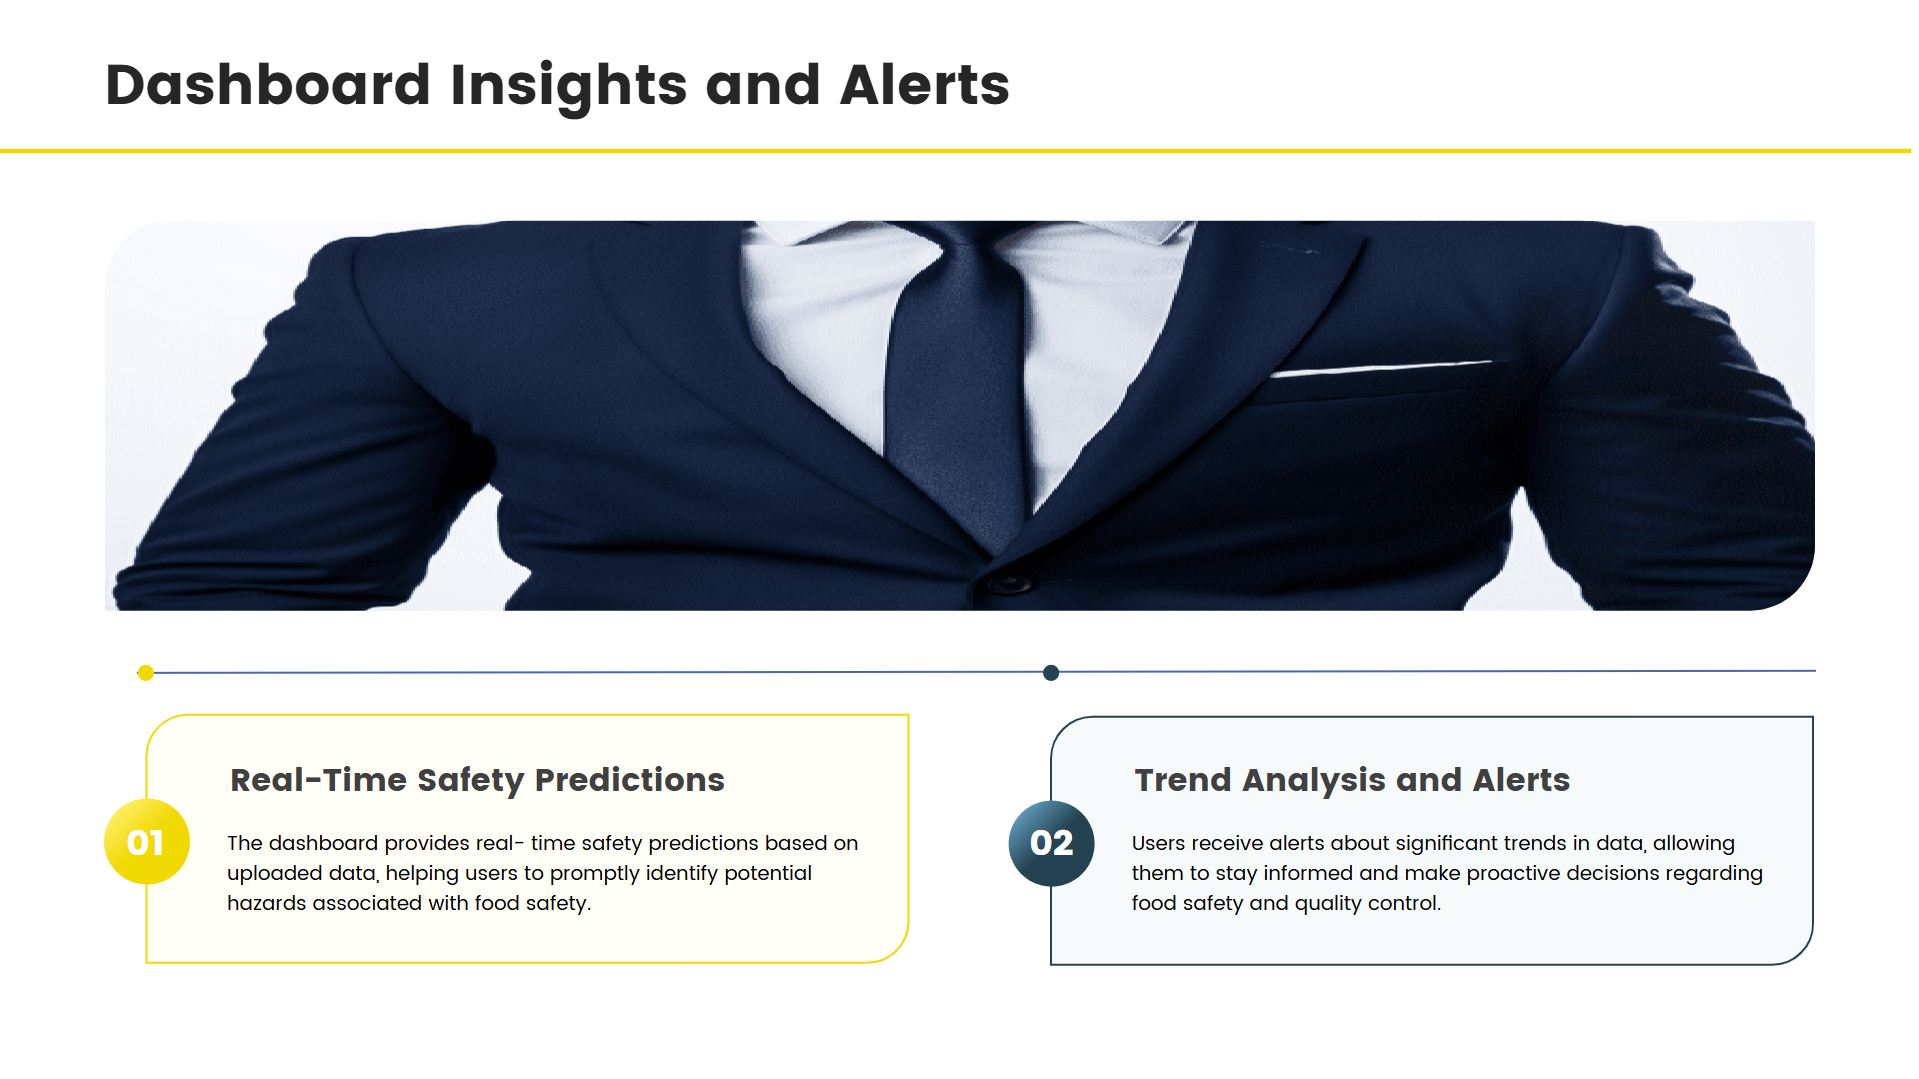 Dashboard Insights and Alerts
Real-Time Safety Predictions
01
The dashboard provides real- time safety predictions based on
uploaded data, helping users to promptly identify potential
hazards associated with food safety.
Trend Analysis and Alerts
02
Users receive alerts about significant trends in data, allowing
them to stay informed and make proactive decisions regarding
food safety and quality control.